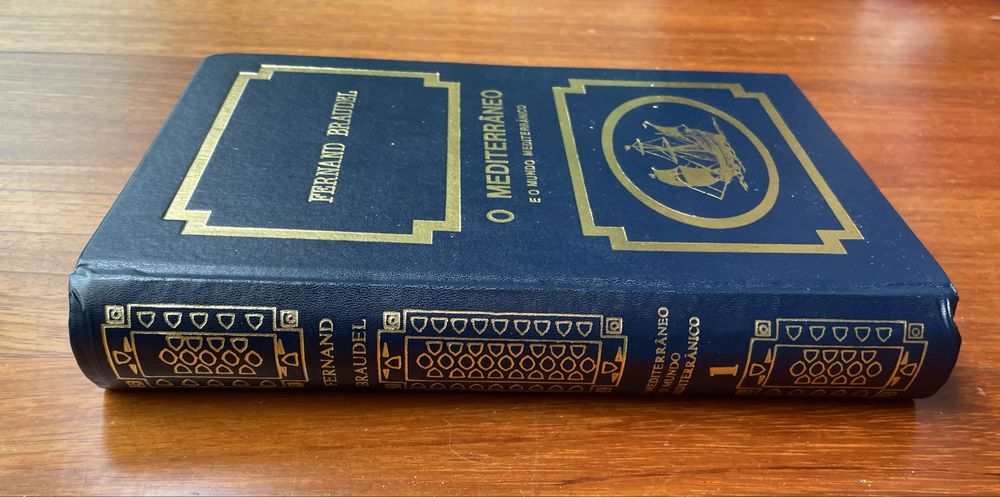 FERNAND BRAUDEL
O MEDITERRÂNEO
E O MUNDO MEDITERRÂNICO
FERNAND
BRAUDEL
MEDITERRÂNEO
O MUNDO
MEDITERRÂNICO
1